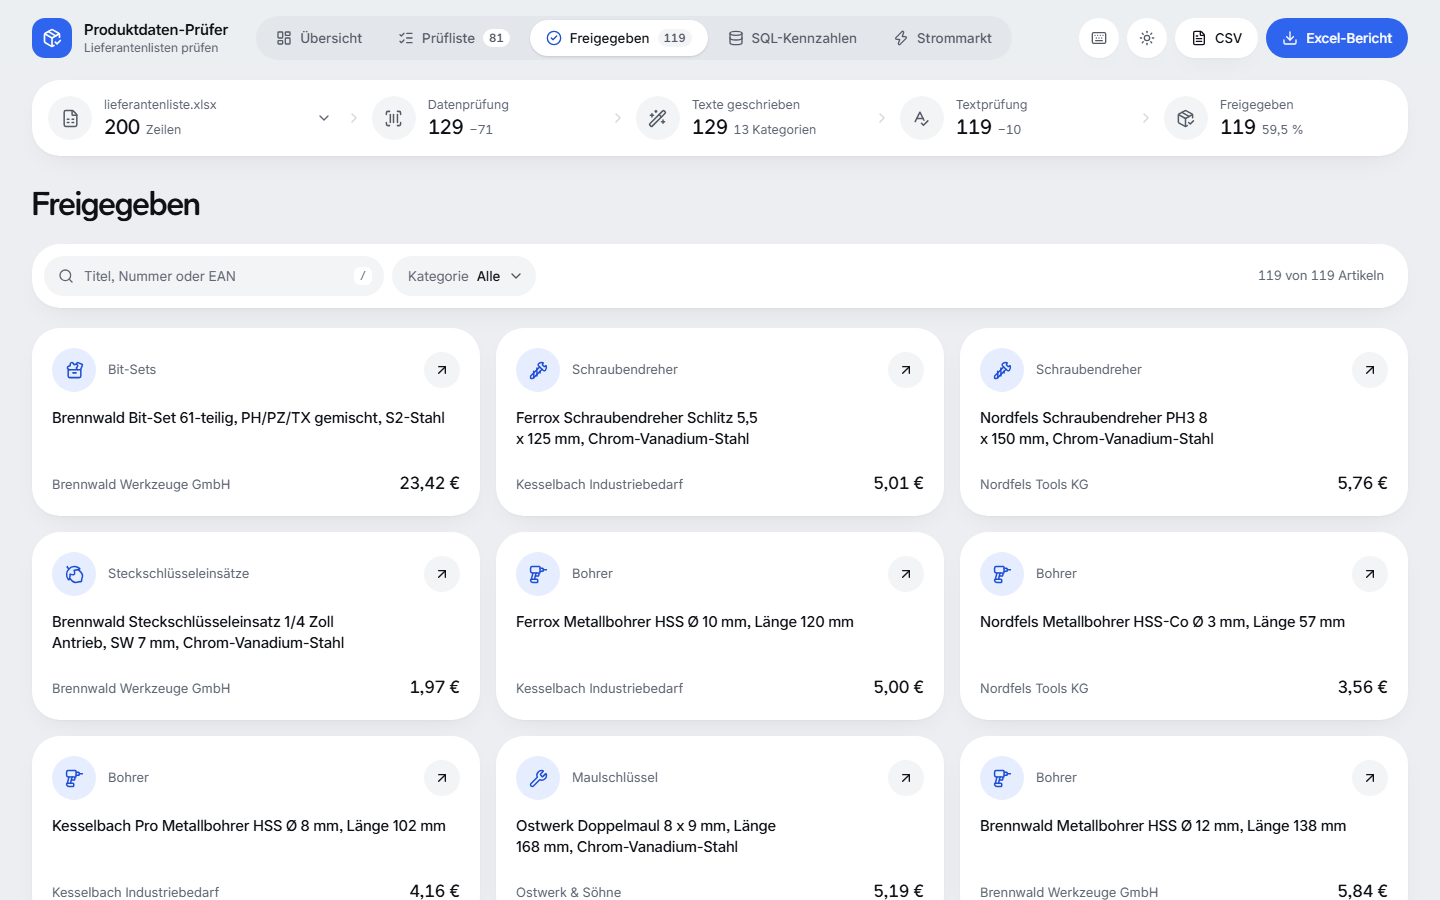 Produktdaten-Prüfer
Lieferantenlisten prüfen
Übersicht
Prüfliste 81
Freigegeben 119
SQL-Kennzahlen
Strommarkt
CSV
Excel-Bericht
lieferantenliste.xlsx
200 Zeilen
Datenprüfung
129 −71
Texte geschrieben
129 13 Kategorien
Textprüfung
119 −10
Freigegeben
119 59,5 %
Freigegeben
Titel, Nummer oder EAN /
Kategorie Alle
119 von 119 Artikeln
Bit-Sets
Brennwald Bit-Set 61-teilig, PH/PZ/TX gemischt, S2-Stahl
Brennwald Werkzeuge GmbH 23,42 €
Schraubendreher
Ferrox Schraubendreher Schlitz 5,5
x 125 mm, Chrom-Vanadium-Stahl
Kesselbach Industriebedarf 5,01 €
Schraubendreher
Nordfels Schraubendreher PH3 8
x 150 mm, Chrom-Vanadium-Stahl
Nordfels Tools KG 5,76 €
Steckschlüsseleinsätze
Brennwald Steckschlüsseleinsatz 1/4 Zoll
Antrieb, SW 7 mm, Chrom-Vanadium-Stahl
Brennwald Werkzeuge GmbH 1,97 €
Bohrer
Ferrox Metallbohrer HSS Ø 10 mm, Länge 120 mm
Kesselbach Industriebedarf 5,00 €
Bohrer
Nordfels Metallbohrer HSS-Co Ø 3 mm, Länge 57 mm
Nordfels Tools KG 3,56 €
Bohrer
Kesselbach Pro Metallbohrer HSS Ø 8 mm, Länge 102 mm
Kesselbach Industriebedarf 4,16 €
Maulschlüssel
Ostwerk Doppelmaul 8 x 9 mm, Länge
168 mm, Chrom-Vanadium-Stahl
Ostwerk & Söhne 5,19 €
Bohrer
Brennwald Metallbohrer HSS Ø 12 mm, Länge 138 mm
Brennwald Werkzeuge GmbH 5,84 €